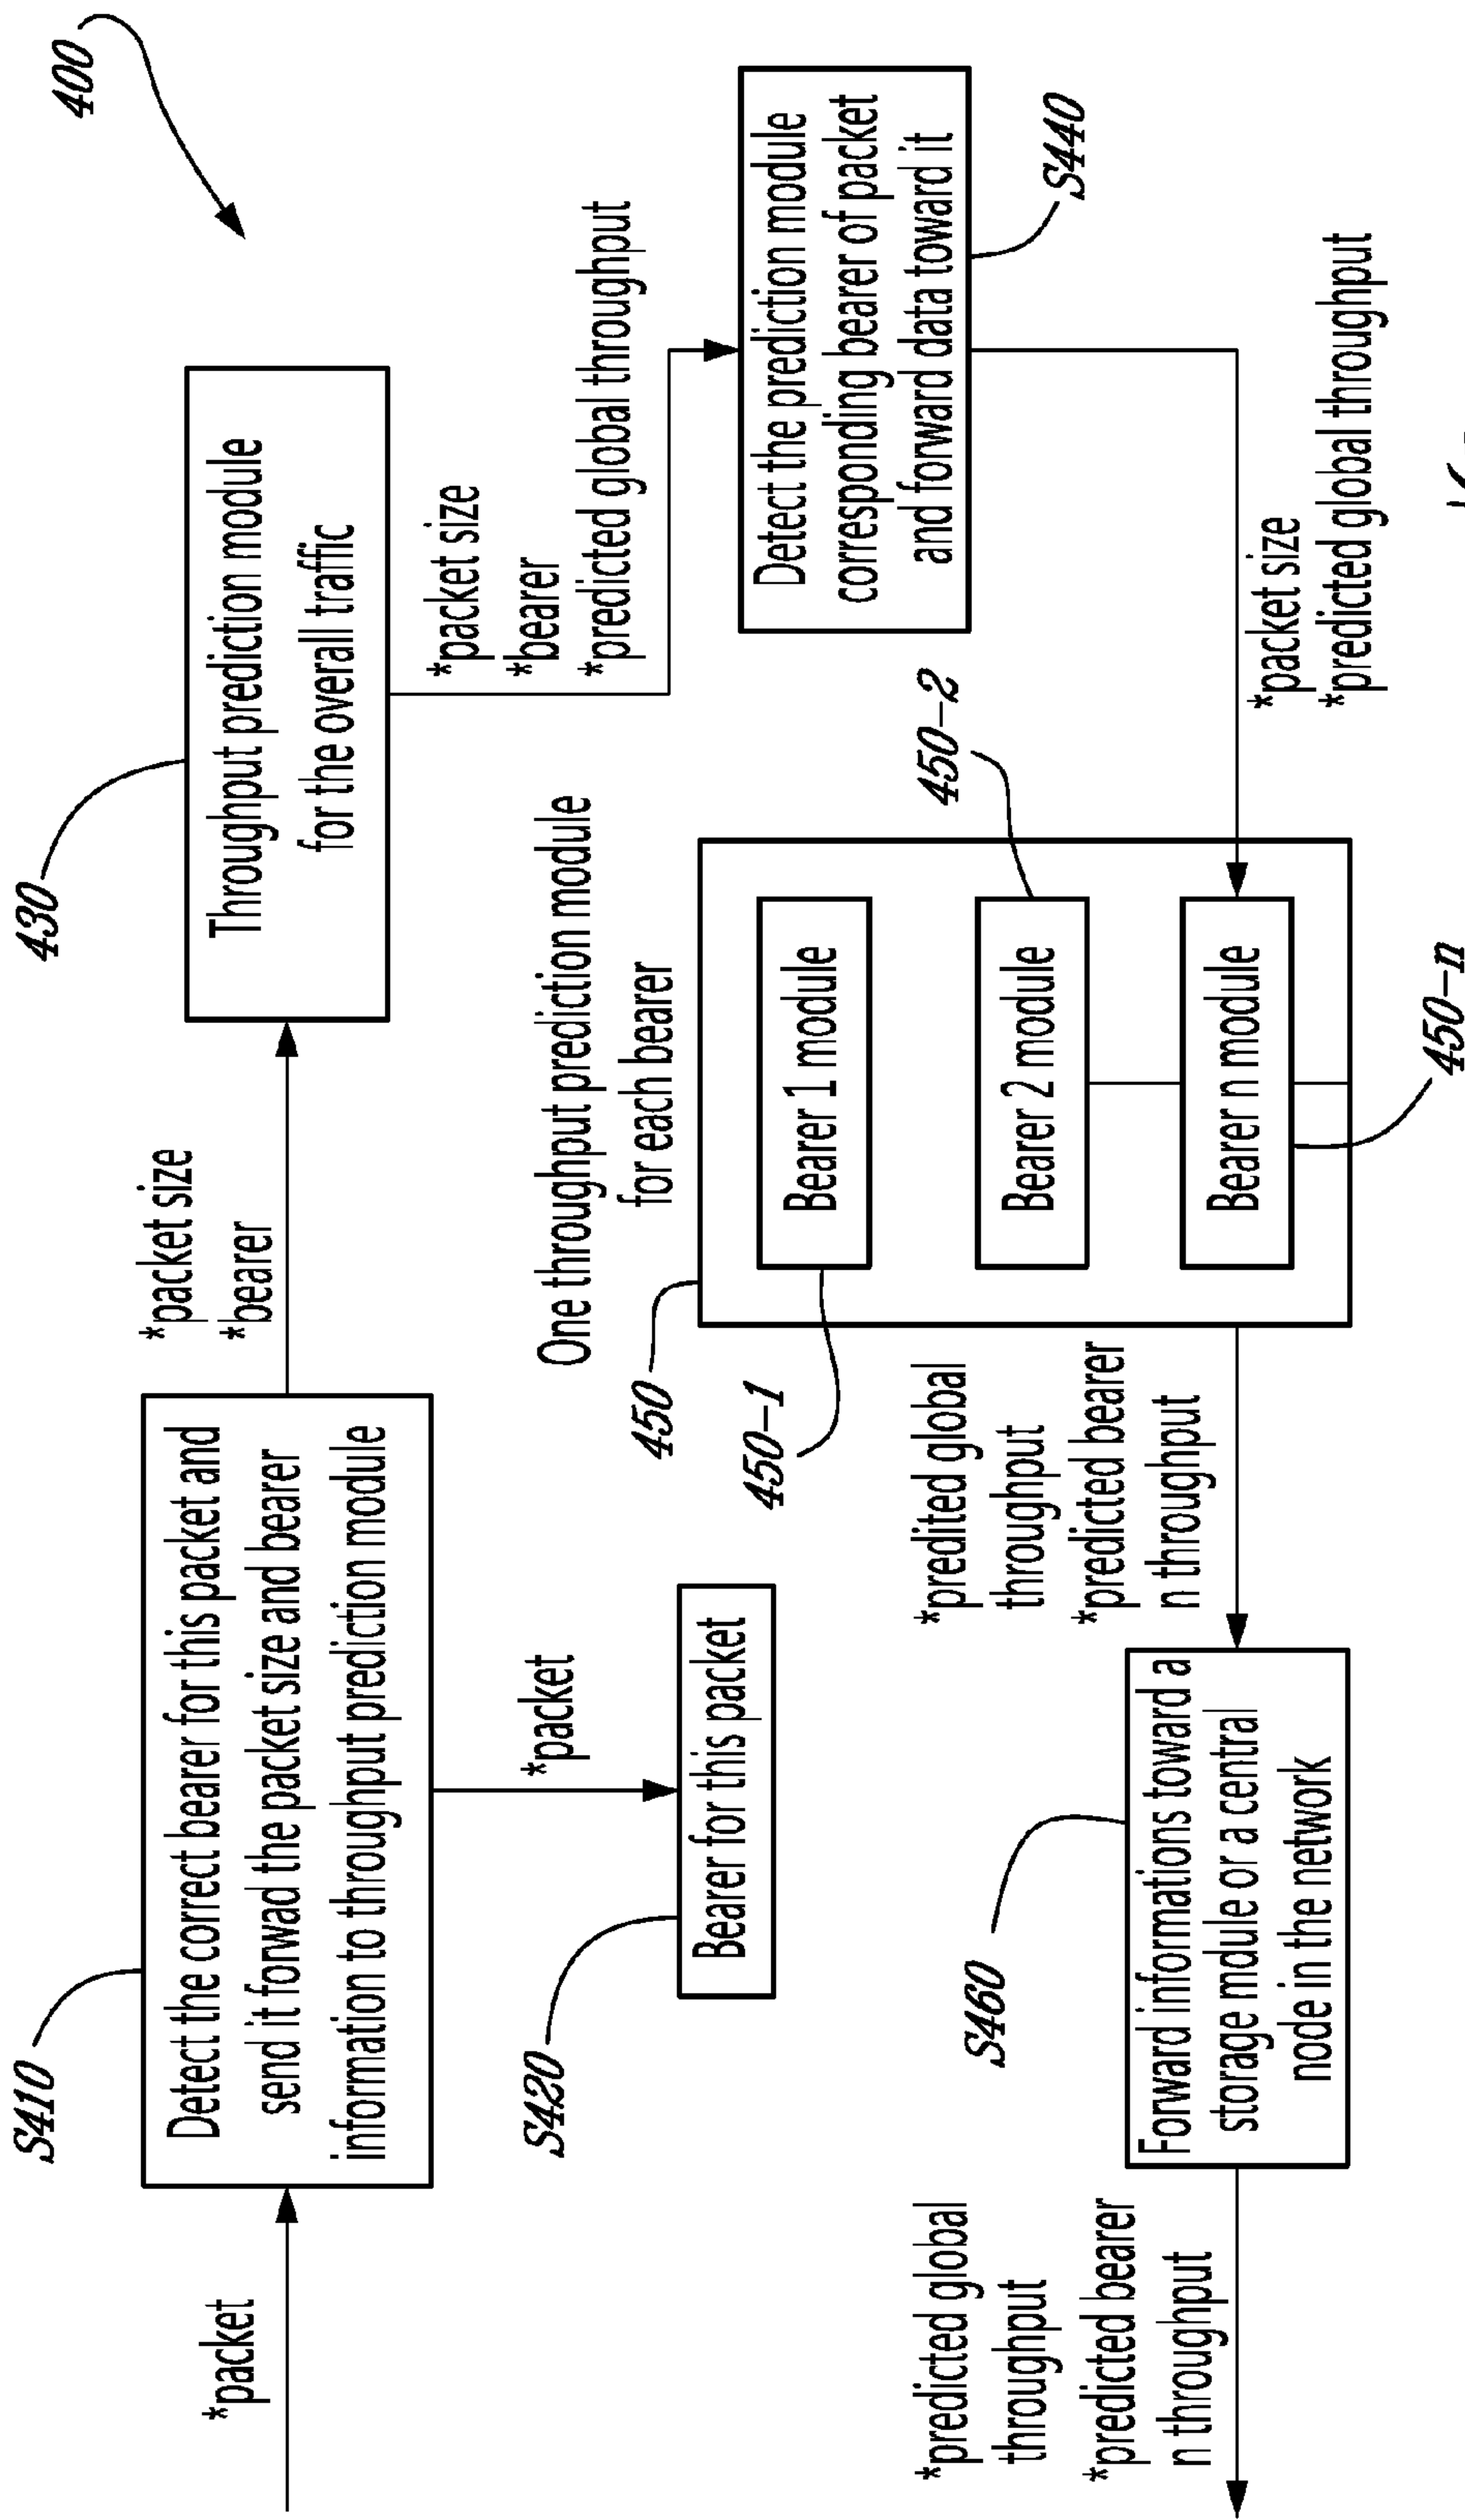 400
S410
*packet
Detect the correct bearer for this packet and
send it forwad the packet size and bearer
information to throughput prediction module
*packet size
*bearer
430
Throughput prediction module
for the overall traffic
*packet
S420
Bearer for this packet
*packet size
*bearer
*predicted global throughput
Detect the prediction module
corresponding bearer of packet
and forward data toward it
S440
*packet size
*predicted global throughput
One throughput prediction module
for each bearer
450
450-1
Bearer 1 module
450-2
Bearer 2 module
Bearer n module
450-n
*predited global
throughput
*predicted bearer
n throughput
S460
Forward informations toward a
storage mdule or a central
node in the network
*predicted global
throughput
*predicted bearer
n throughput